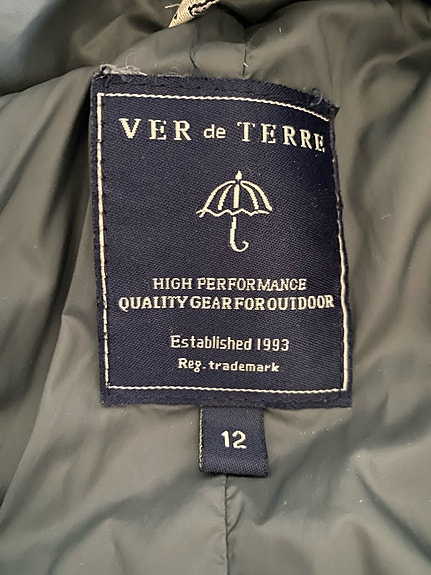 VER de TERRE
HIGH PERFORMANCE
QUALITY GEAR FOR OUTDOOR
Established 1993
Reg. trademark
12